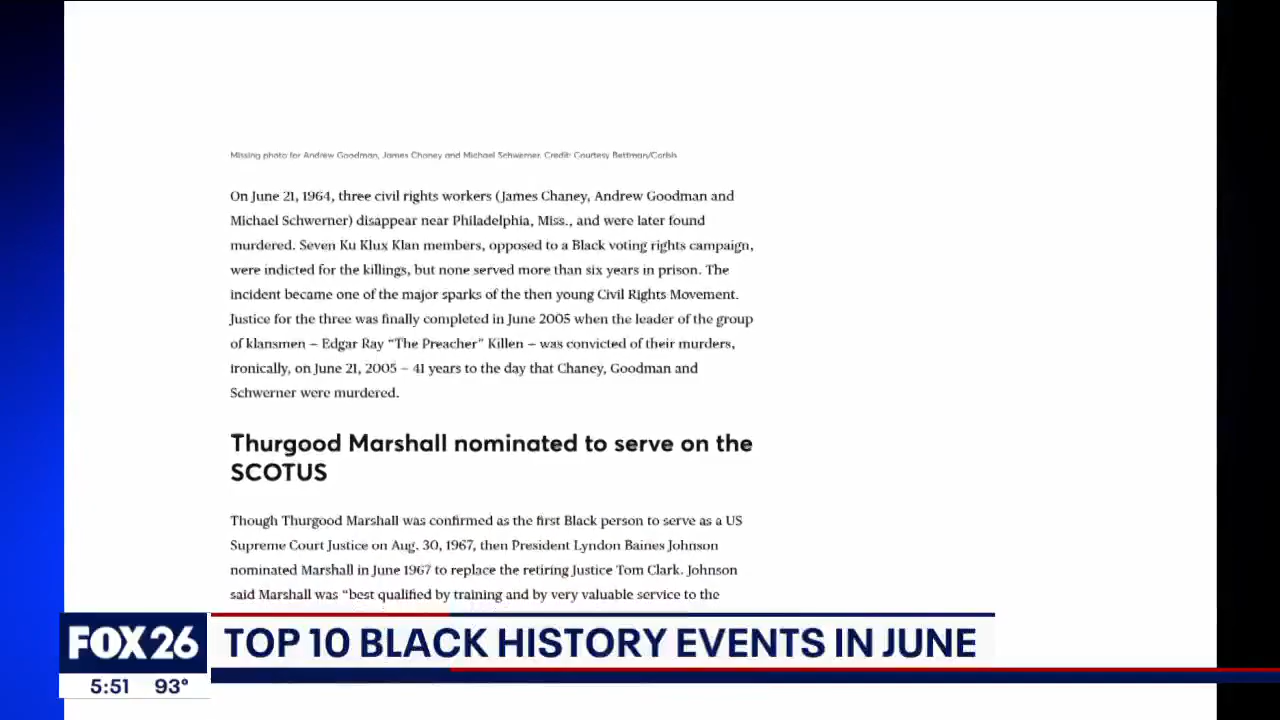 Missing photo for Andrew Goodman, James Chaney and Michael Schwerner. Credit: Courtesy Bettman/Corbis
On June 21, 1964, three civil rights workers (James Chaney, Andrew Goodman and
Michael Schwerner) disappear near Philadelphia, Miss., and were later found
murdered. Seven Ku Klux Klan members, opposed to a Black voting rights campaign,
were indicted for the killings, but none served more than six years in prison. The
incident became one of the major sparks of the then young Civil Rights Movement.
Justice for the three was finally completed in June 2005 when the leader of the group
of klansmen – Edgar Ray “The Preacher” Killen – was convicted of their murders,
ironically, on June 21, 2005 – 41 years to the day that Chaney, Goodman and
Schwerner were murdered.
Thurgood Marshall nominated to serve on the
SCOTUS
Though Thurgood Marshall was confirmed as the first Black person to serve as a US
Supreme Court Justice on Aug. 30, 1967, then President Lyndon Baines Johnson
nominated Marshall in June 1967 to replace the retiring Justice Tom Clark. Johnson
said Marshall was “best qualified by training and by very valuable service to the
FOX 26
TOP 10 BLACK HISTORY EVENTS IN JUNE
5:51 93°